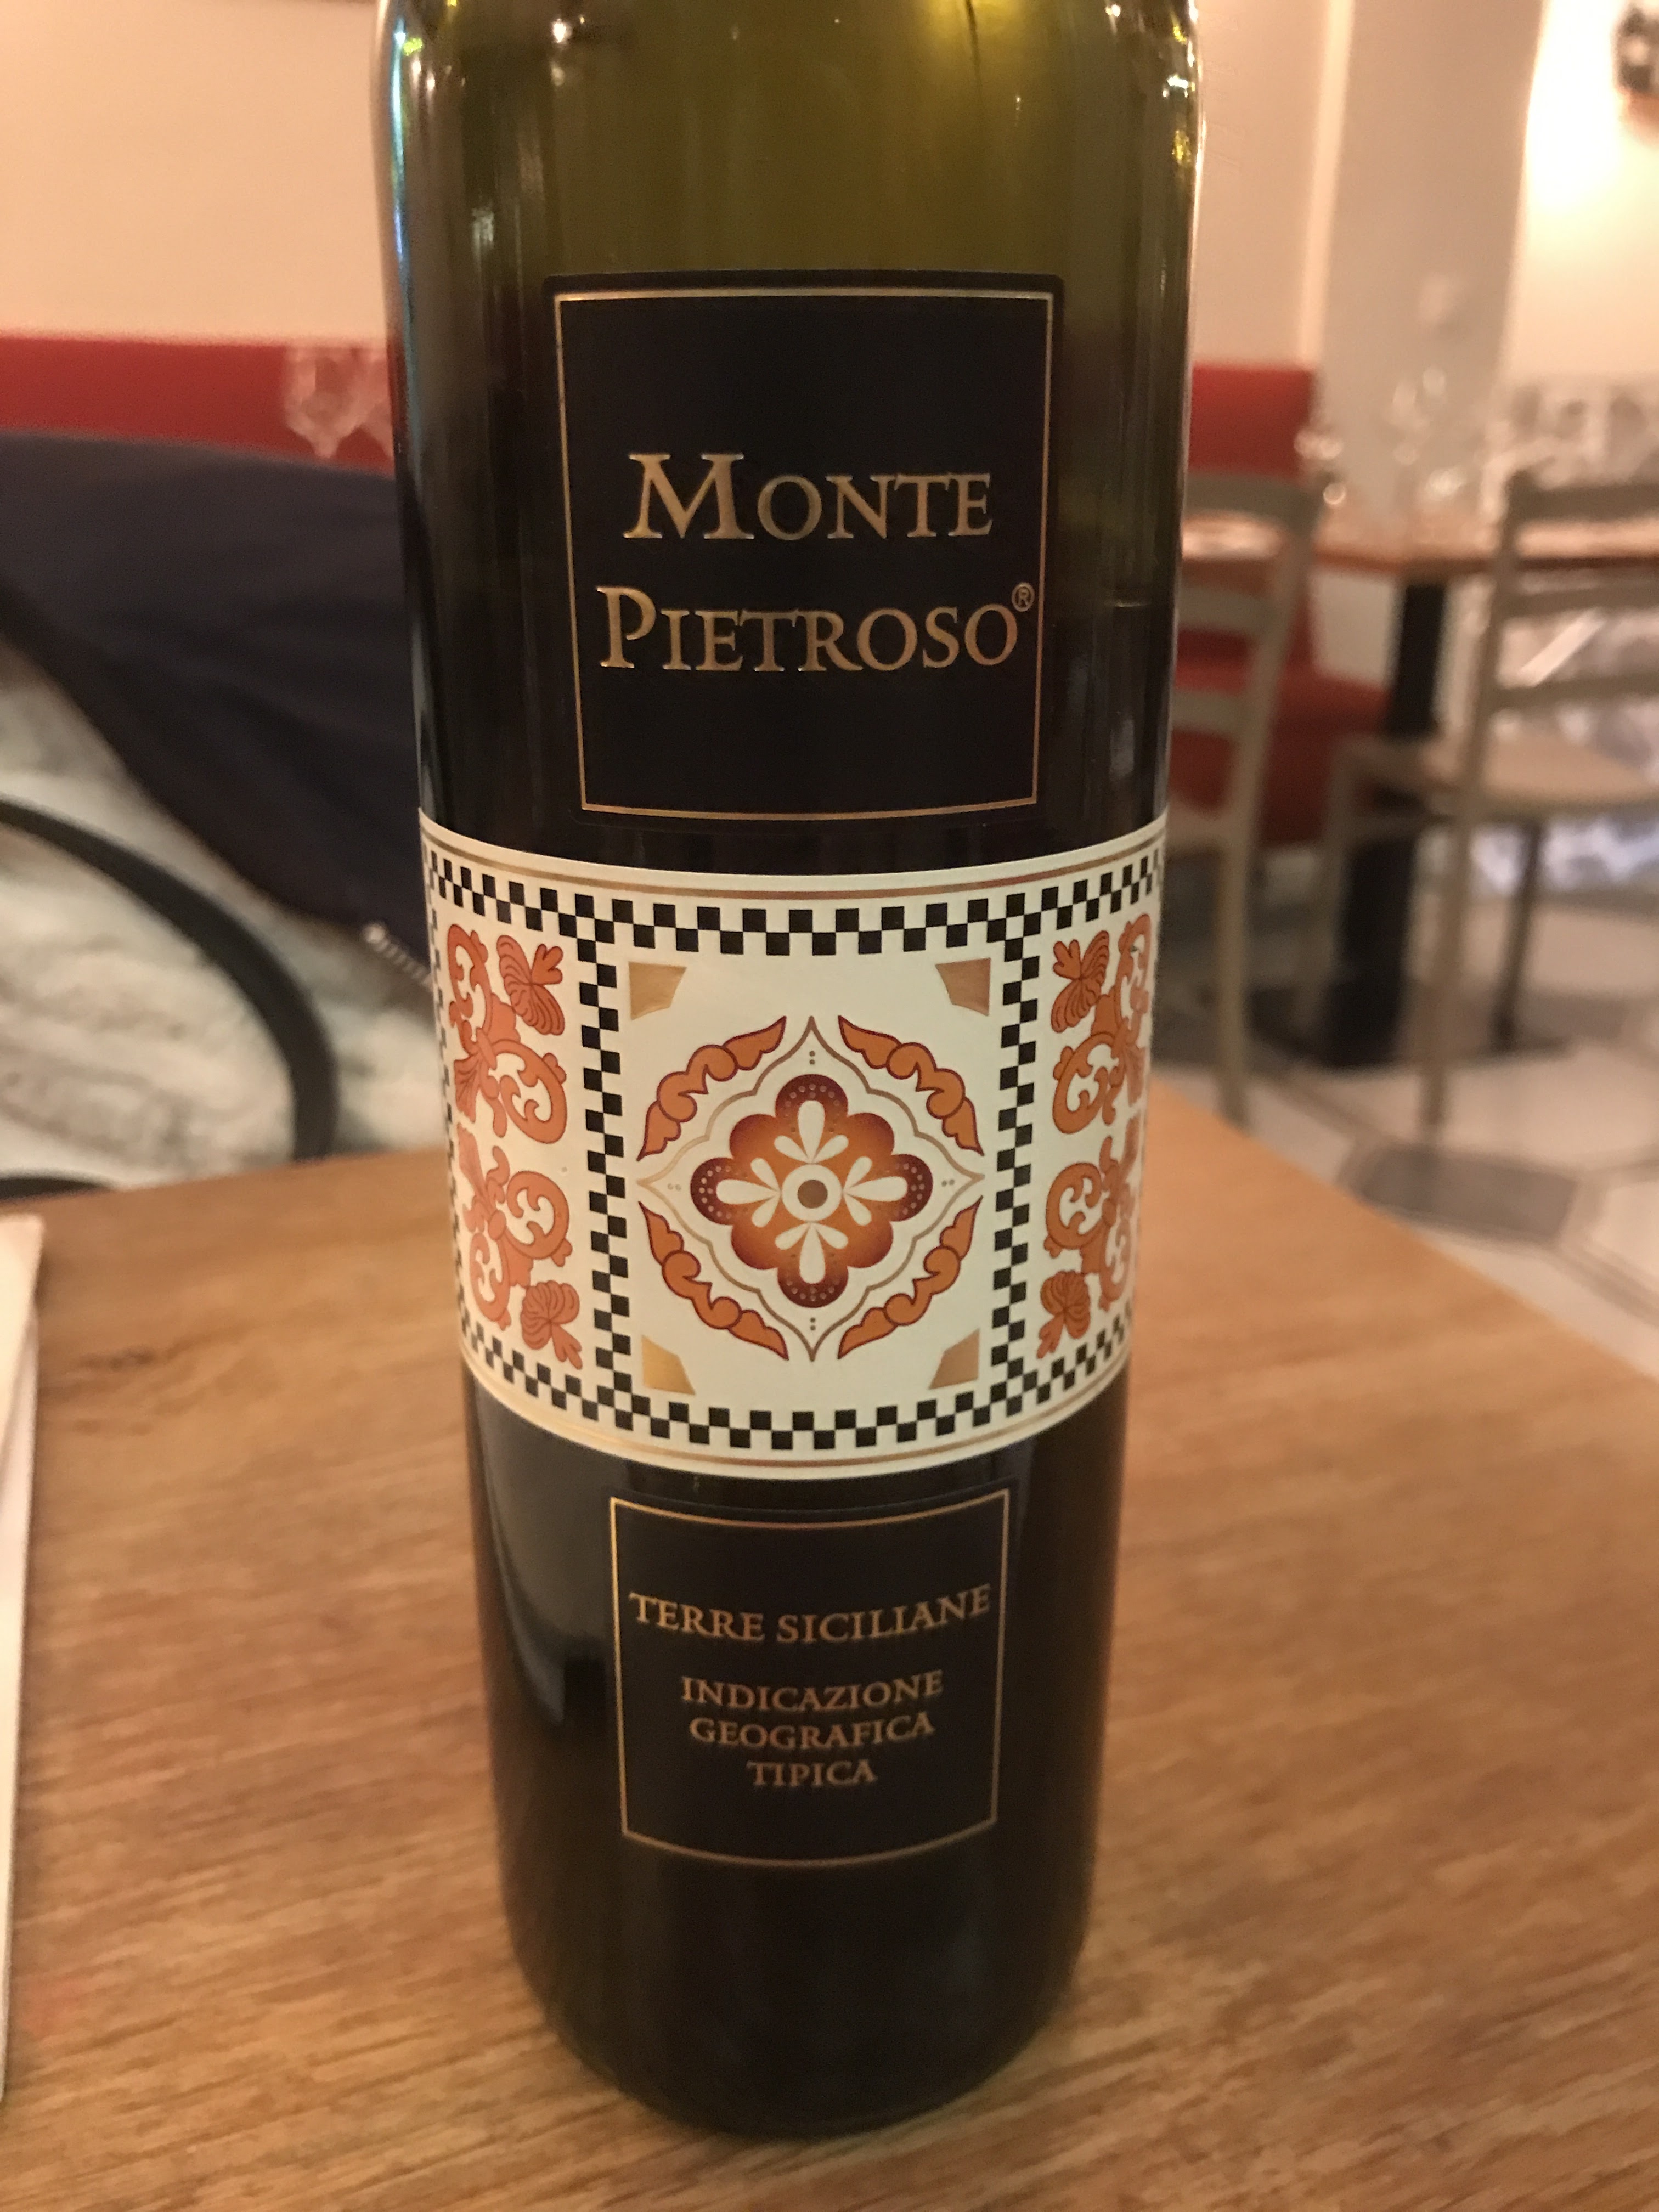 MONTE
PIETROSO®
TERRE SICILIANE
INDICAZIONE
GEOGRAFICA
TIPICA